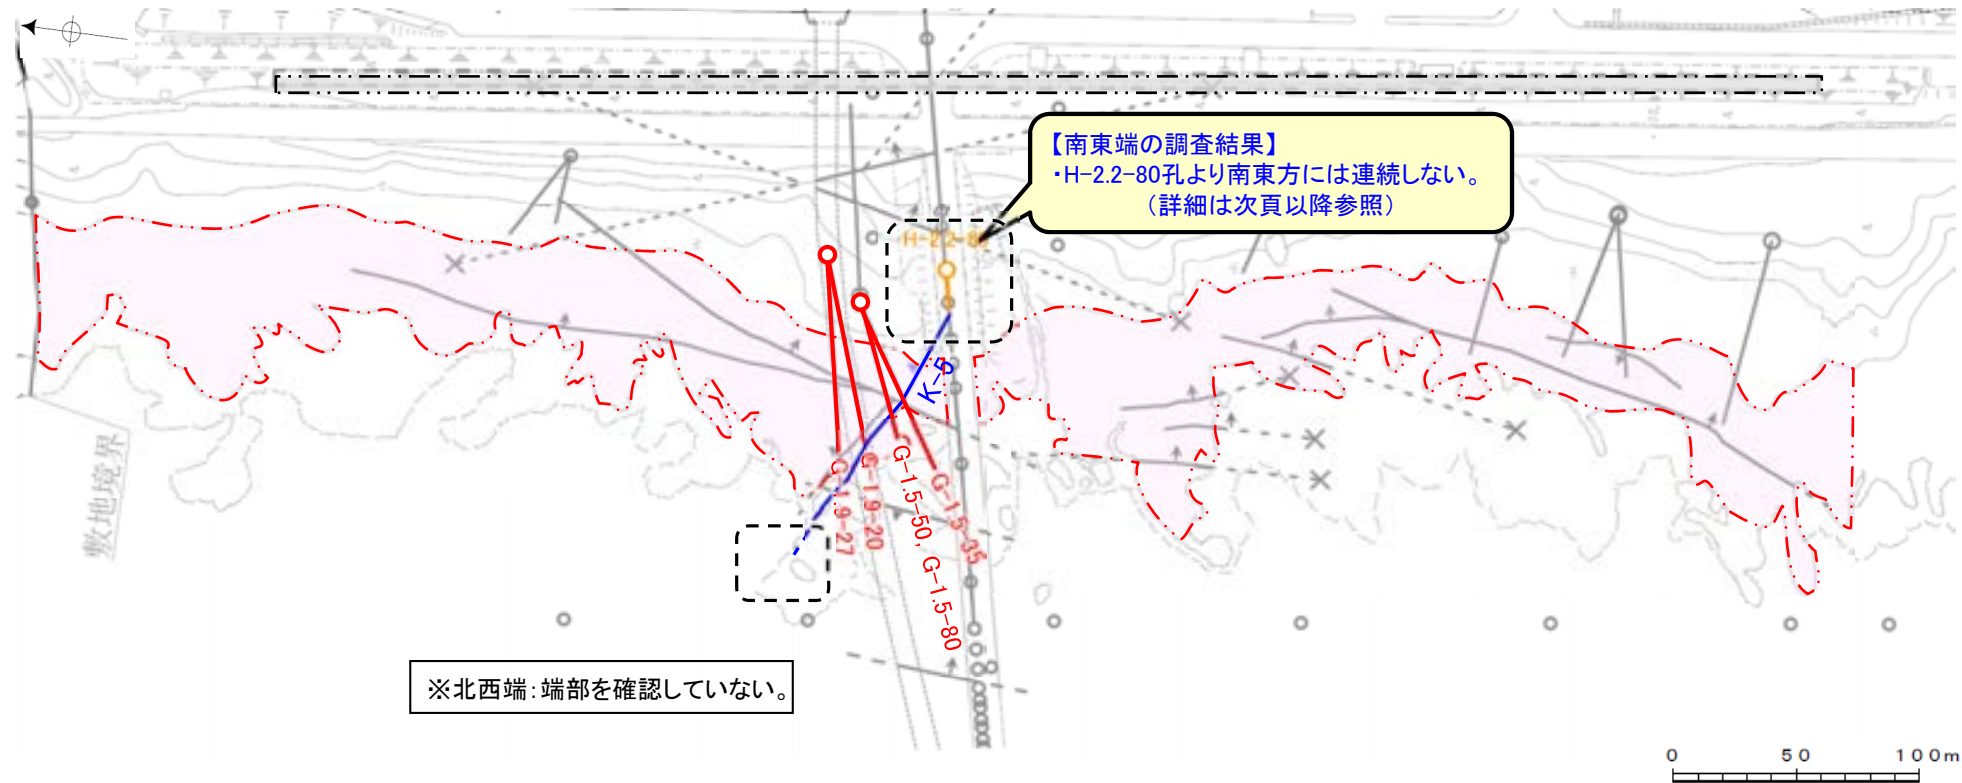 【南東端の調査結果】
・H-2.2-80孔より南東方には連続しない。
（詳細は次頁以降参照）
H-2.2-8
K-5
G-1.9-27
G-1.9-20
G-1.5-50, G-1.5-80
G-1.5-35
敷地境界
※北西端：端部を確認していない。
0 50 100m